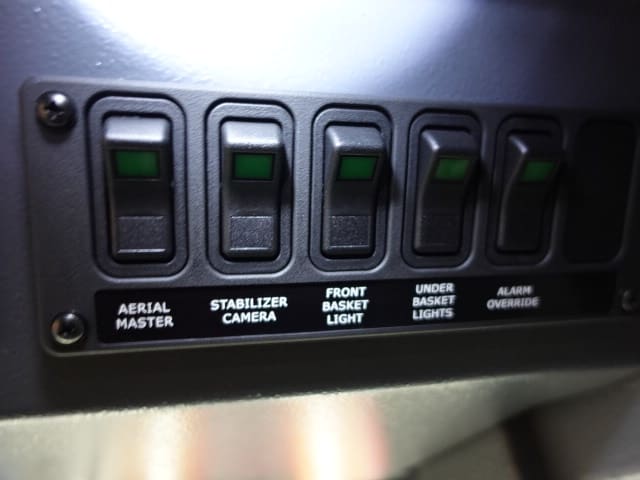 AERIAL
MASTER
STABILIZER
CAMERA
FRONT
BASKET
LIGHT
UNDER
BASKET
LIGHTS
ALARM
OVERRIDE